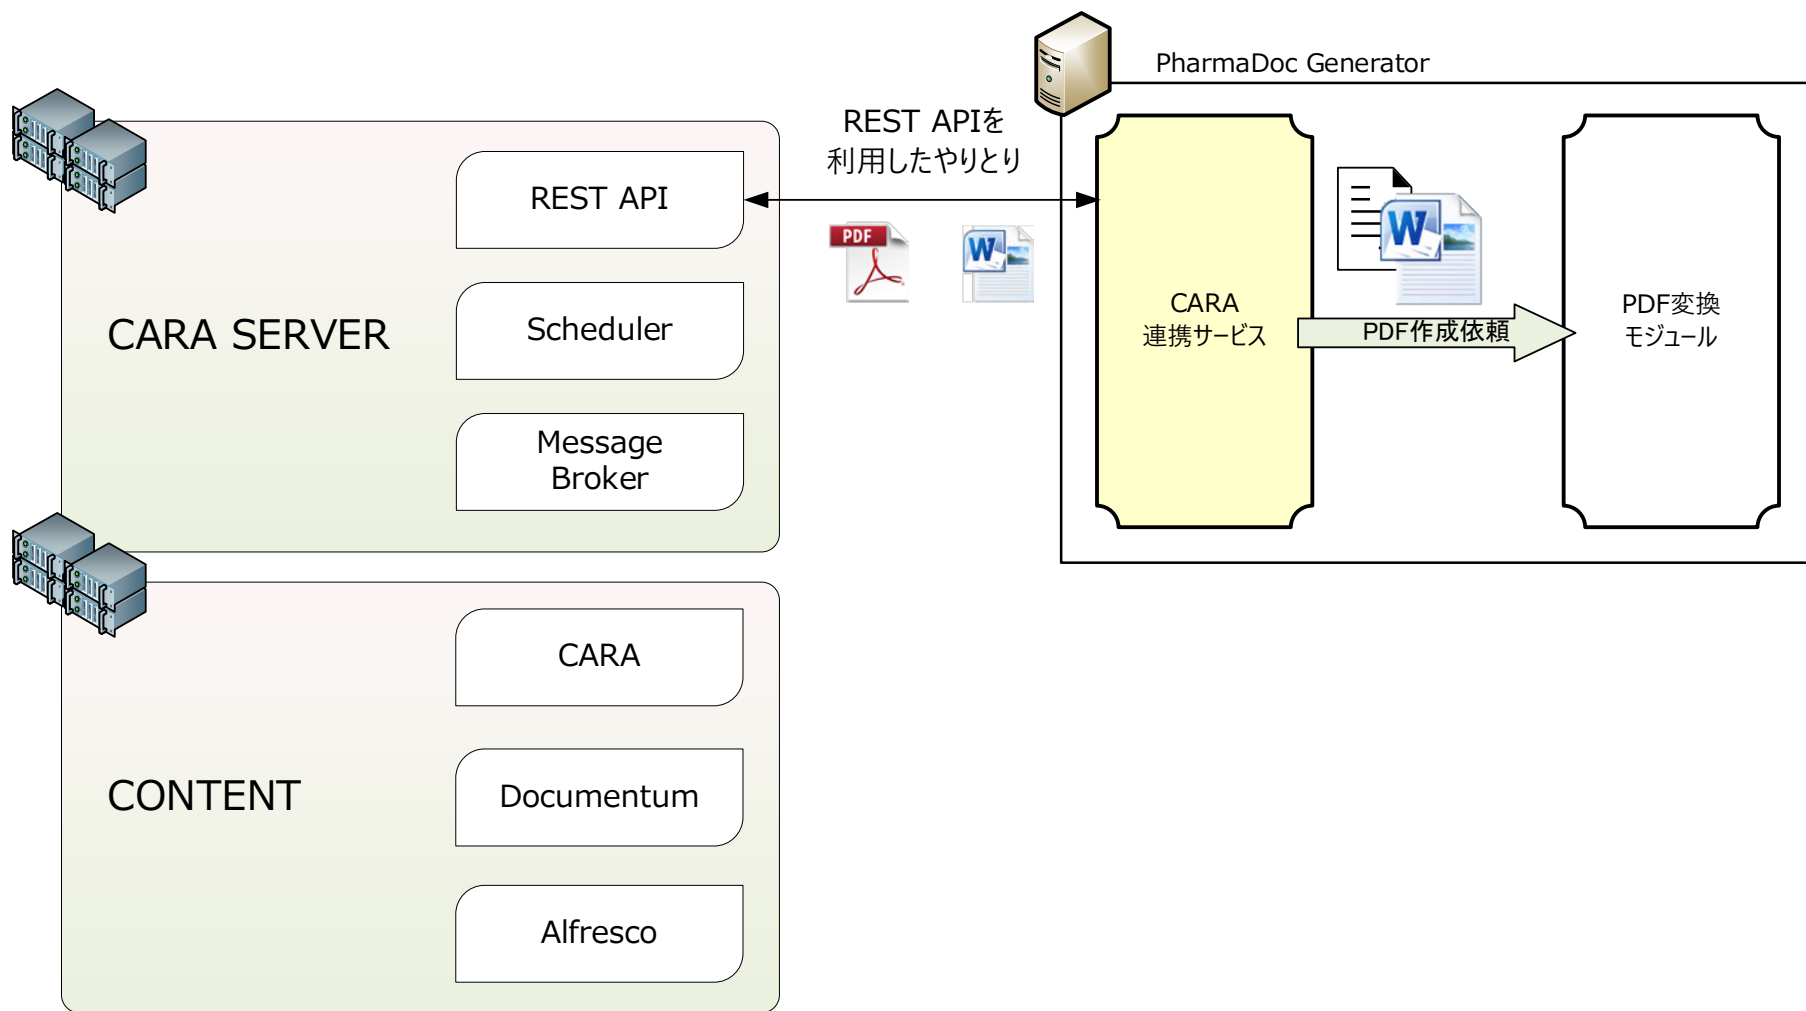 PharmaDoc Generator
REST APIを
利用したやりとり
REST API
CARA SERVER
Scheduler
Message
Broker
PDF
W
W
CARA
連携サービス
PDF作成依頼
PDF変換
モジュール
CONTENT
CARA
Documentum
Alfresco